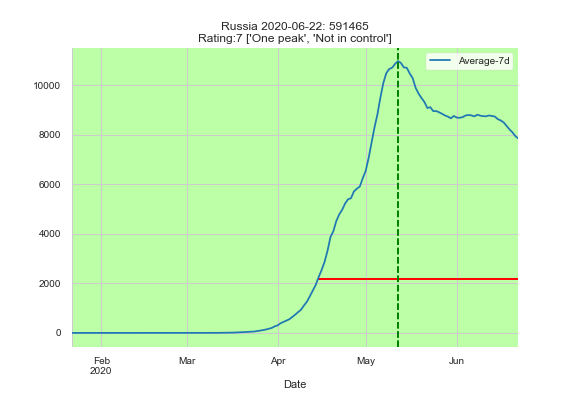 Russia 2020-06-22: 591465
Rating:7 ['One peak', 'Not in control']
Average-7d
10000
8000
6000
4000
2000
0
Feb
2020
Mar
Apr
May
Jun
Date